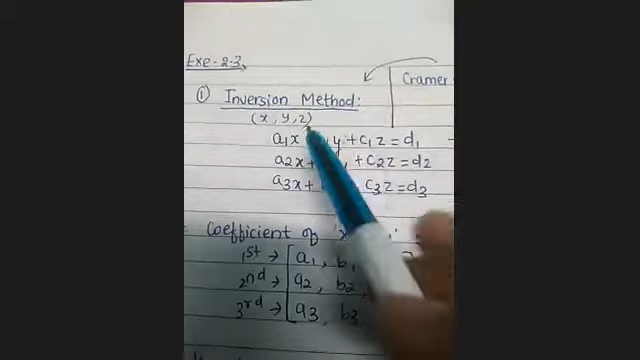 Exe-2.3.
Cramer
① Inversion Method:
(x, y, z)
a₁x y + c₁z = d₁
a₂x + + c₂z = d₂
a₃x + c₃z = d₃
Coefficient of 'x
1st → [a₁, b₁
2nd → a₂, b₂
3rd → a₃, b₃